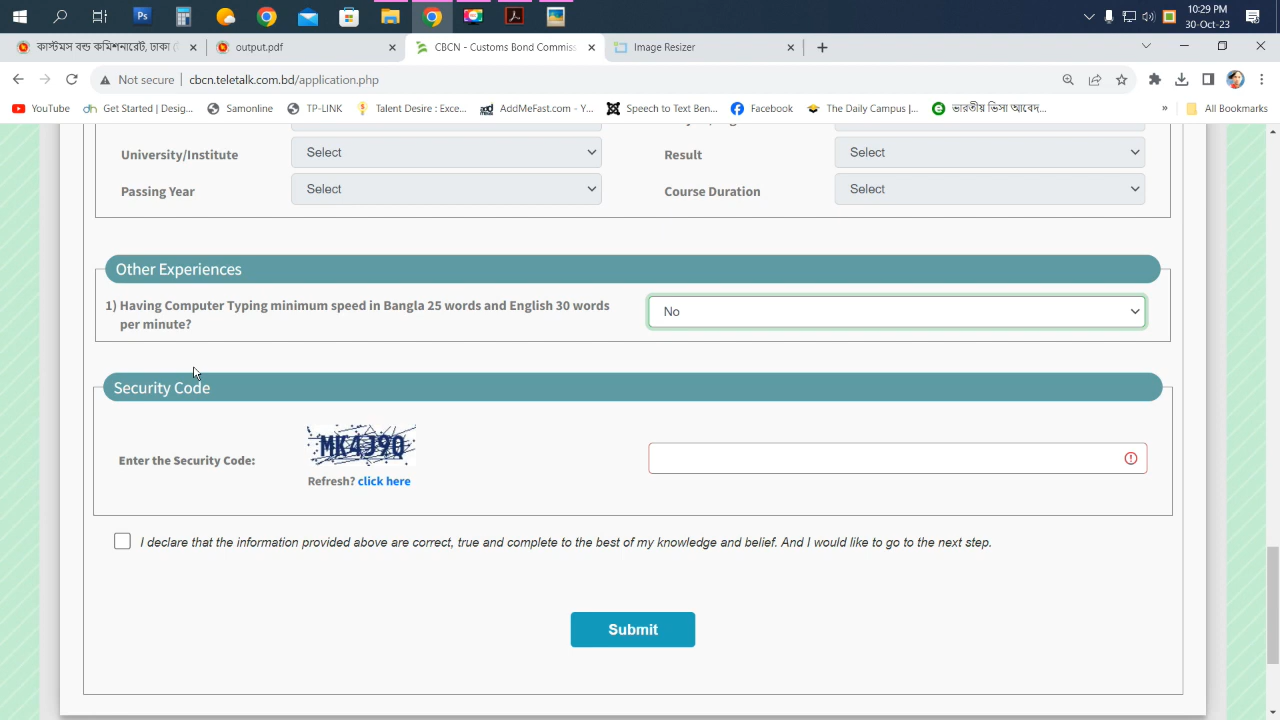 10:29 PM
30-Oct-23
কাস্টমস বন্ড কমিশনারেট, ঢাকা
output.pdf
CBCN - Customs Bond Commiss
Image Resizer
Not secure | cbcn.teletalk.com.bd/application.php
YouTube
Get Started | Desig...
Samonline
TP-LINK
Talent Desire : Exce...
AddMeFast.com - Y...
Speech to Text Ben...
Facebook
The Daily Campus |...
ভারতীয় ভিসা আবেদ...
»
All Bookmarks
University/Institute Select Result Select
Passing Year Select Course Duration Select
Other Experiences
1) Having Computer Typing minimum speed in Bangla 25 words and English 30 words
per minute?
No
Security Code
MK4J9Q
Enter the Security Code:
Refresh? click here
I declare that the information provided above are correct, true and complete to the best of my knowledge and belief. And I would like to go to the next step.
Submit